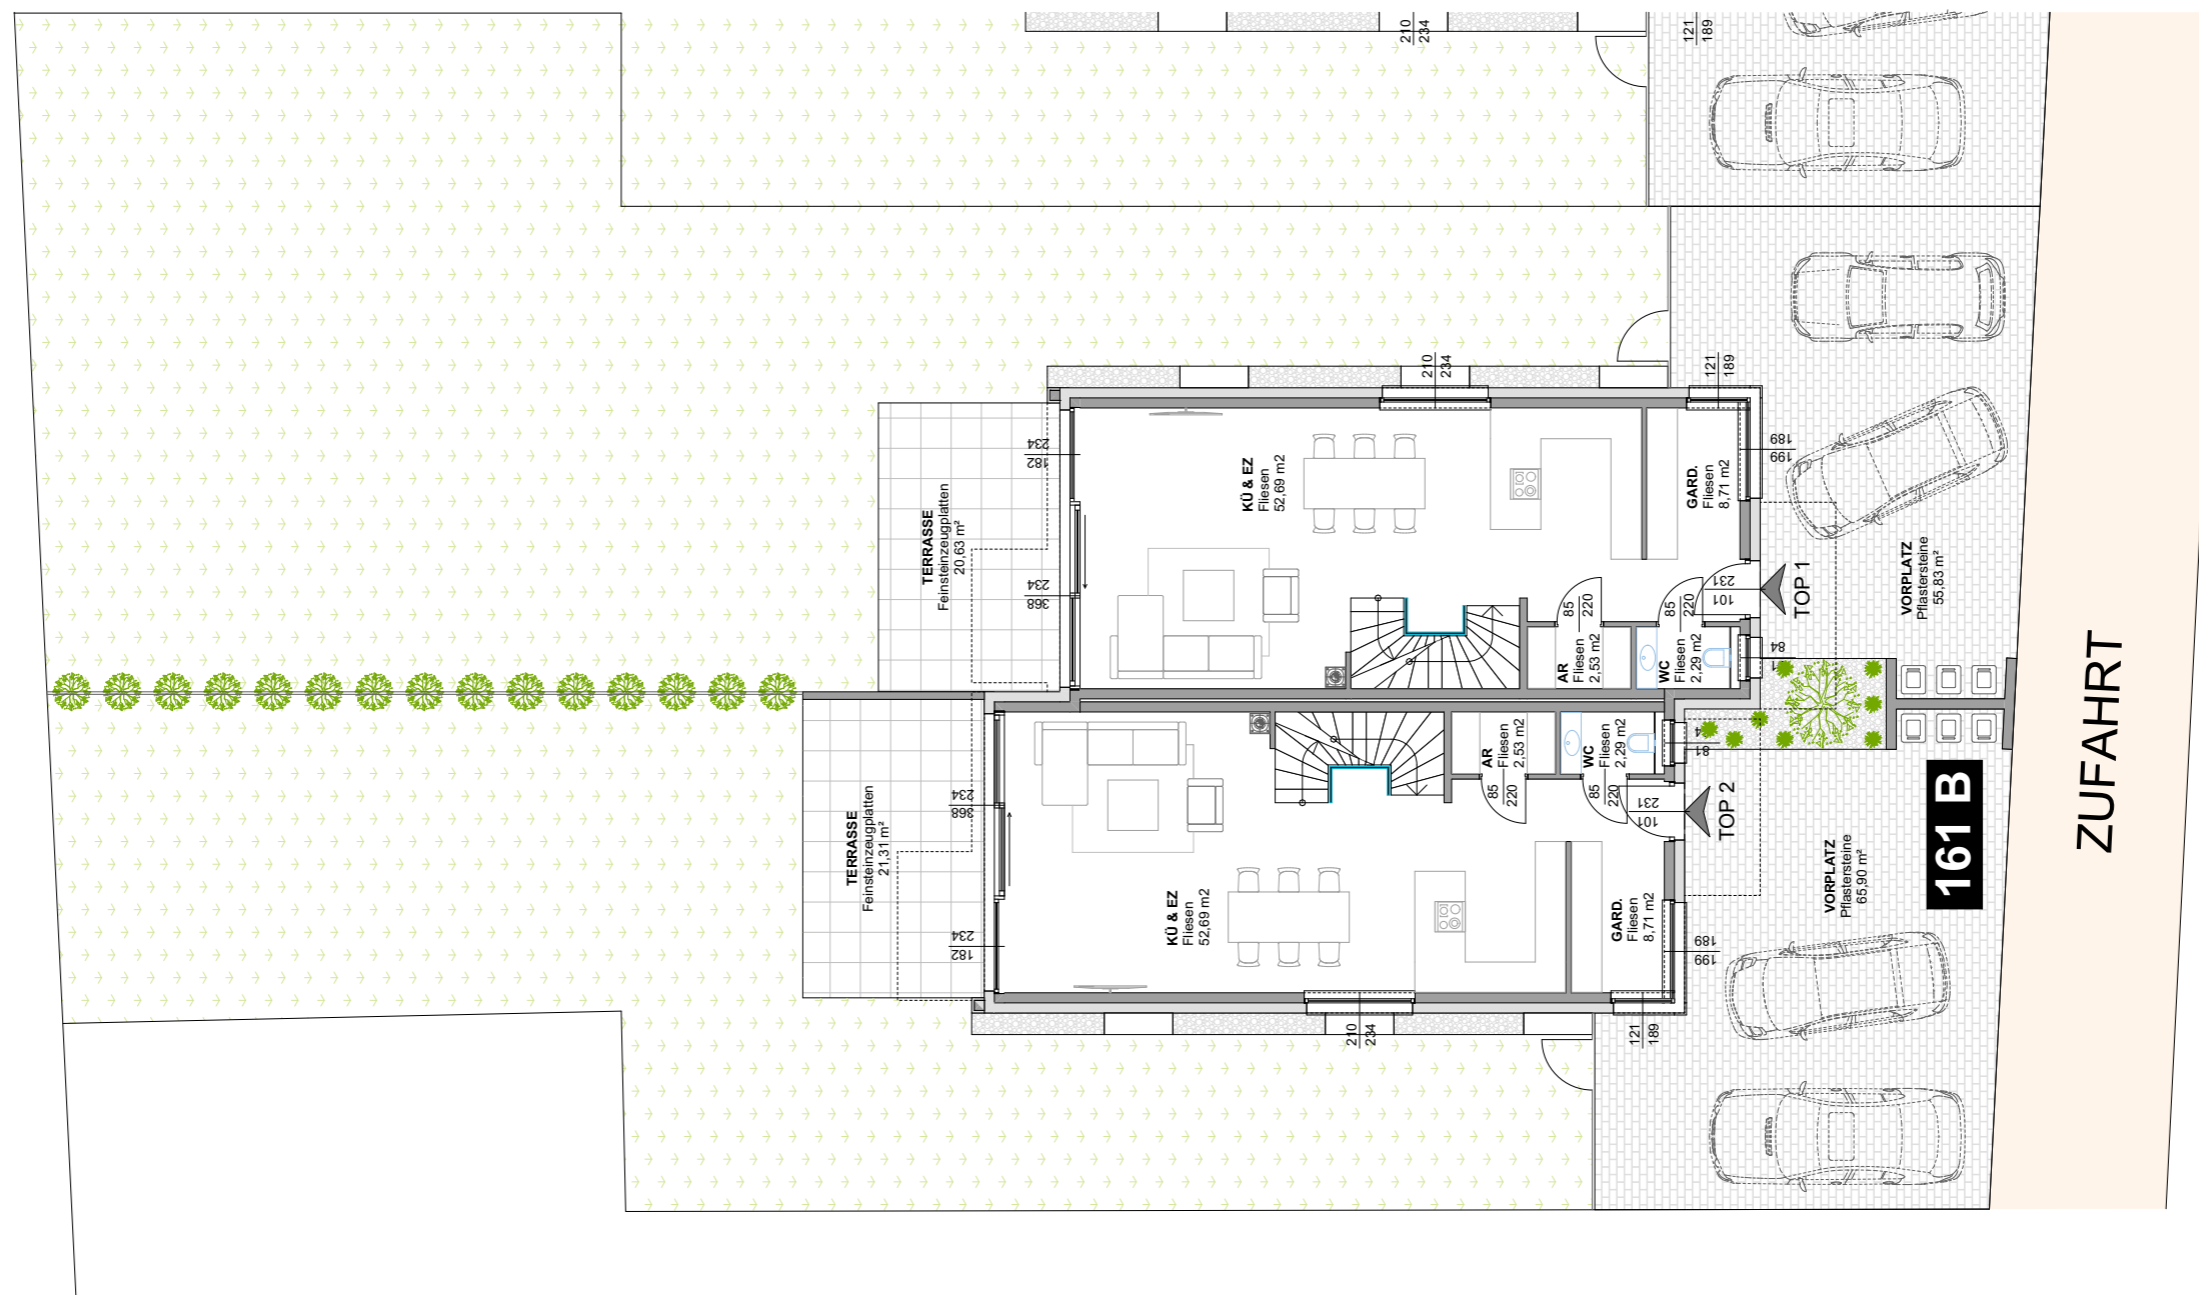 210
234
121
189
210
234
121
189
234
182
TERRASSE
Feinsteinzeugplatten
20,63 m²
234
368
KÜ & EZ
Fliesen
52,69 m2
GARD.
Fliesen
8,71 m2
189
199
231
101
TOP 1
VORPLATZ
Pflastersteine
55,83 m²
85
220
85
220
AR
Fliesen
2,53 m2
WC
Fliesen
2,29 m2
84
AR
Fliesen
2,53 m2
WC
Fliesen
2,29 m2
81
85
220
85
220
231
101
TOP 2
234
368
TERRASSE
Feinsteinzeugplatten
21,31 m²
234
182
KÜ & EZ
Fliesen
52,69 m2
GARD.
Fliesen
8,71 m2
189
199
VORPLATZ
Pflastersteine
65,90 m²
161 B
ZUFAHRT
210
234
121
189